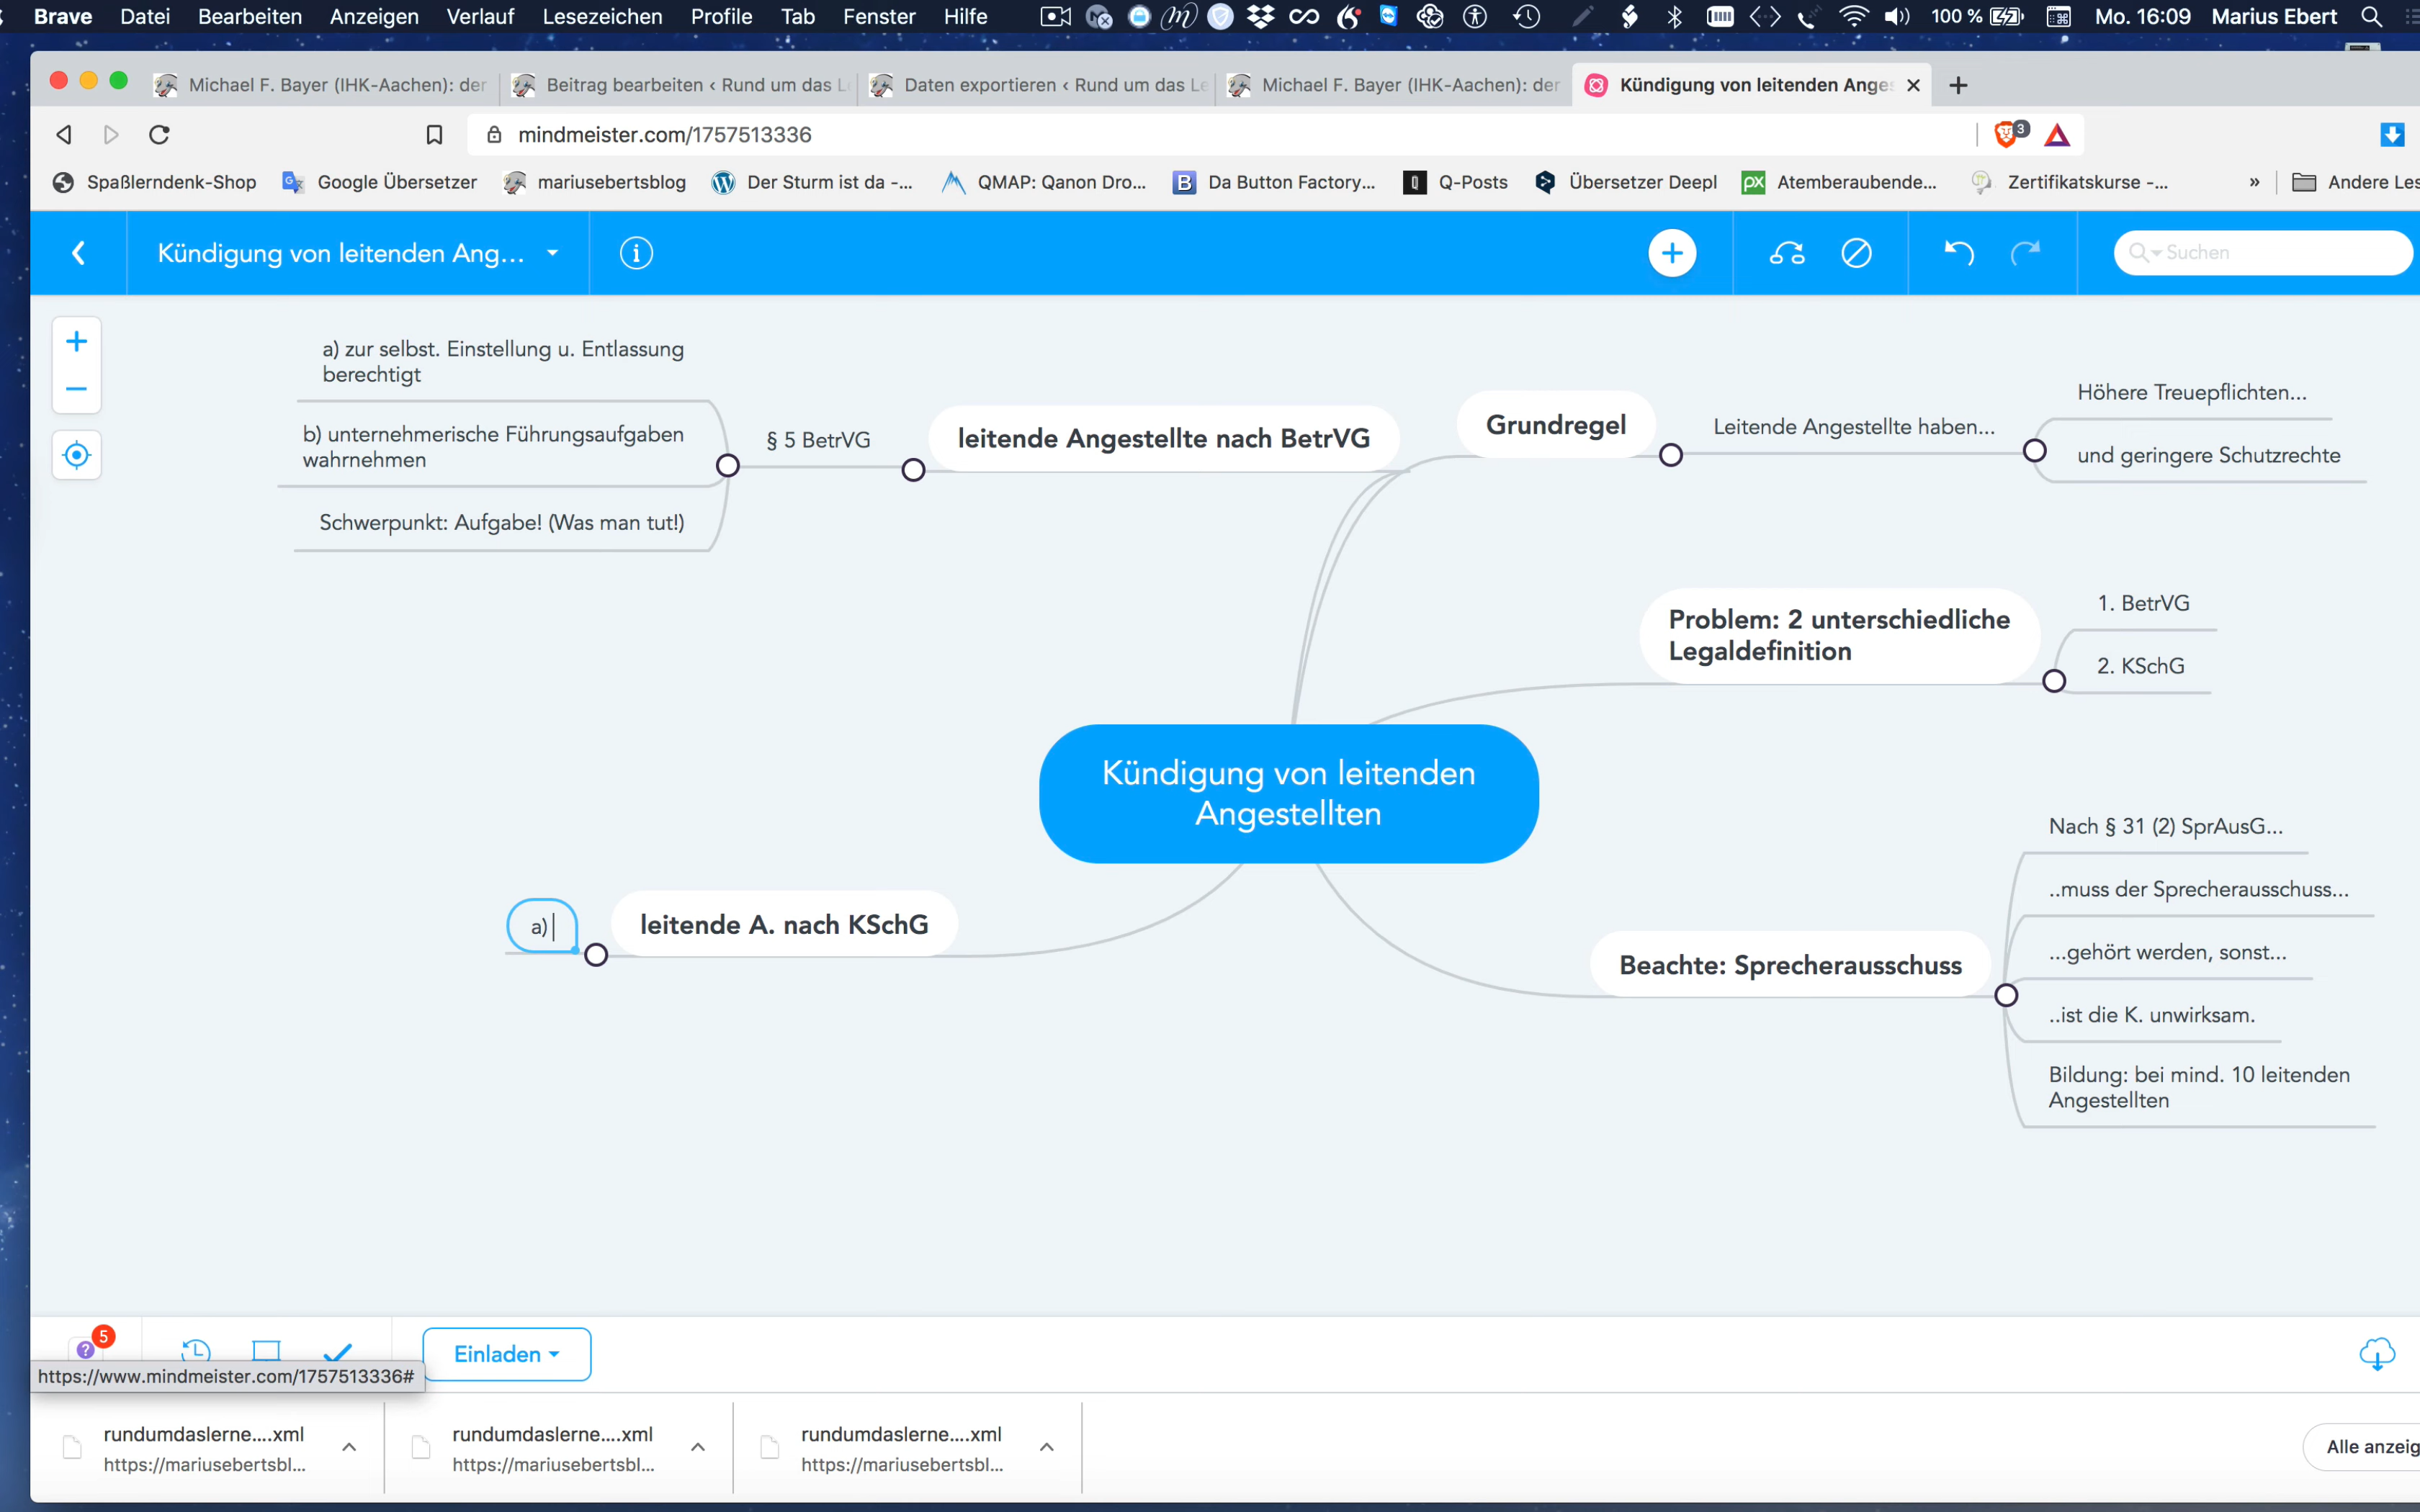 Brave Datei Bearbeiten Anzeigen Verlauf Lesezeichen Profile Tab Fenster Hilfe 100 % Mo. 16:09 Marius Ebert
Michael F. Bayer (IHK-Aachen): der Beitrag bearbeiten ‹ Rund um das L Daten exportieren ‹ Rund um das Le Michael F. Bayer (IHK-Aachen): der Kündigung von leitenden Anges
mindmeister.com/1757513336 3
Spaßlerndenk-Shop Google Übersetzer mariusebertsblog Der Sturm ist da -... QMAP: Qanon Dro... Da Button Factory... Q-Posts Übersetzer Deepl Atemberaubende... Zertifikatskurse -... » Andere Les
Kündigung von leitenden Ang... Suchen
a) zur selbst. Einstellung u. Entlassung
berechtigt
b) unternehmerische Führungsaufgaben
wahrnehmen
Schwerpunkt: Aufgabe! (Was man tut!)
§ 5 BetrVG
leitende Angestellte nach BetrVG
Grundregel
Leitende Angestellte haben...
Höhere Treuepflichten...
und geringere Schutzrechte
Problem: 2 unterschiedliche
Legaldefinition
1. BetrVG
2. KSchG
Kündigung von leitenden
Angestellten
a)
leitende A. nach KSchG
Beachte: Sprecherausschuss
Nach § 31 (2) SprAusG...
..muss der Sprecherausschuss...
...gehört werden, sonst...
..ist die K. unwirksam.
Bildung: bei mind. 10 leitenden
Angestellten
5
Einladen
https://www.mindmeister.com/1757513336#
rundumdaslerne....xml rundumdaslerne....xml rundumdaslerne....xml
https://mariusebertsbl... https://mariusebertsbl... https://mariusebertsbl...
Alle anzeig